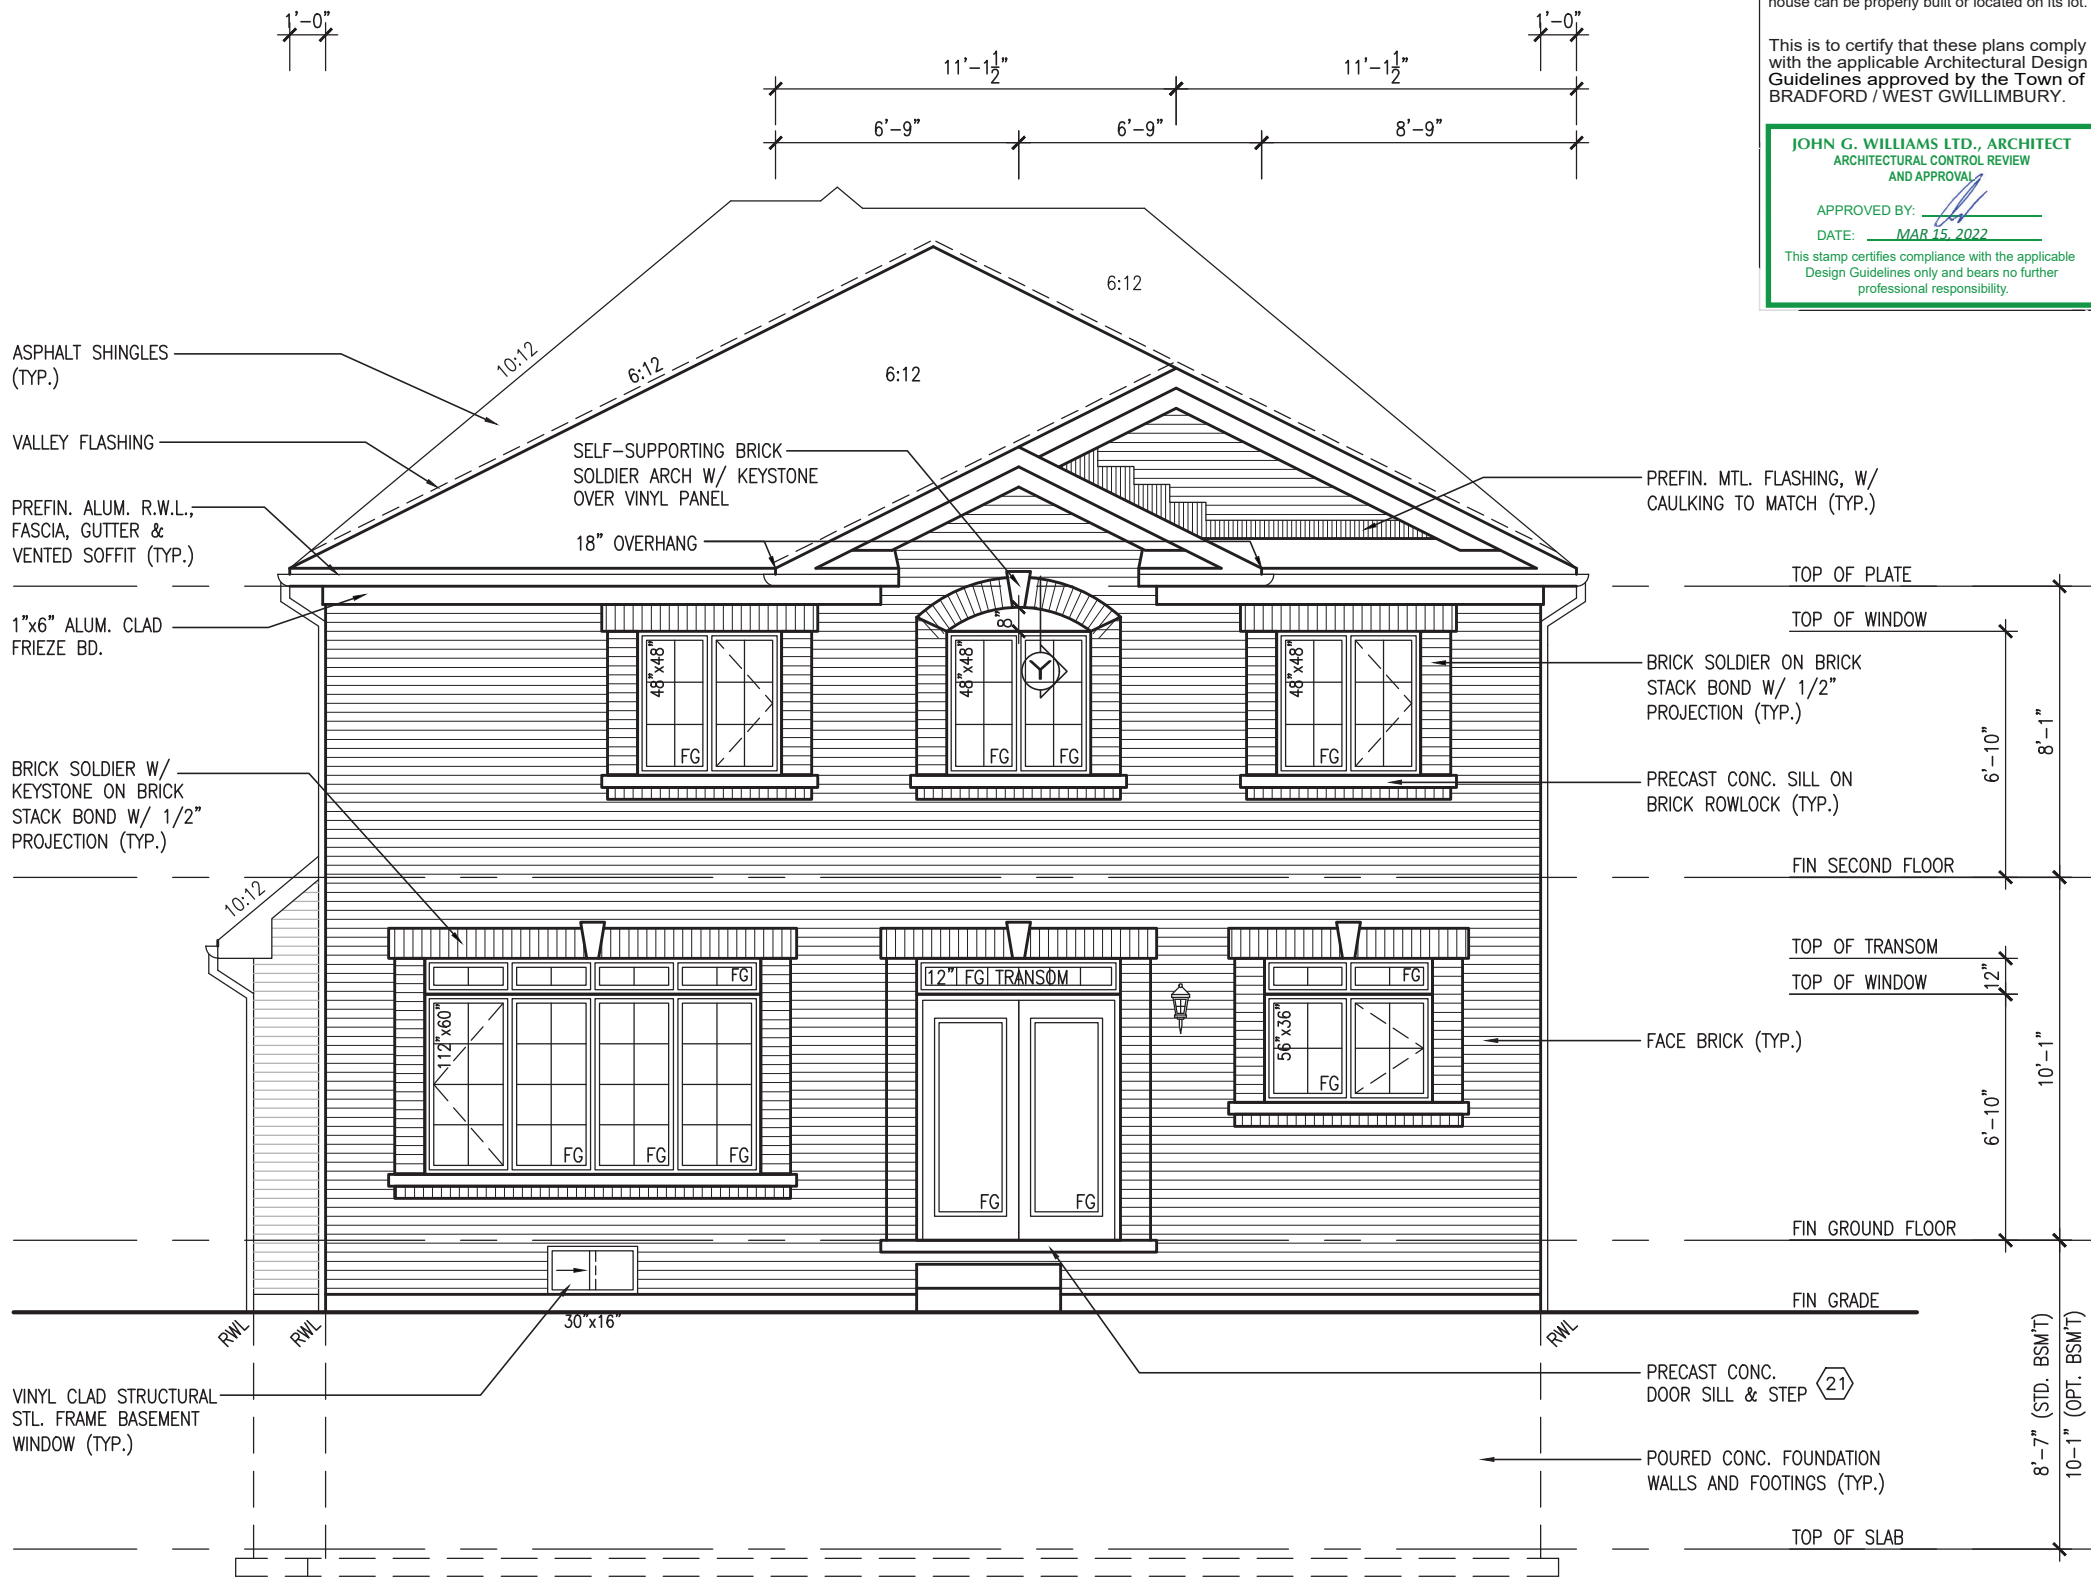 1'-0"
1'-0"
11'-1 1/2"
11'-1 1/2"
6'-9"
6'-9"
8'-9"
house can be properly built or located on its lot.
This is to certify that these plans comply
with the applicable Architectural Design
Guidelines approved by the Town of
BRADFORD / WEST GWILLIMBURY.
JOHN G. WILLIAMS LTD., ARCHITECT
ARCHITECTURAL CONTROL REVIEW
AND APPROVAL
APPROVED BY:
DATE: MAR 15, 2022
This stamp certifies compliance with the applicable
Design Guidelines only and bears no further
professional responsibility.
10:12
6:12
6:12
6:12
ASPHALT SHINGLES
(TYP.)
VALLEY FLASHING
PREFIN. ALUM. R.W.L.,
FASCIA, GUTTER &
VENTED SOFFIT (TYP.)
1"x6" ALUM. CLAD
FRIEZE BD.
BRICK SOLDIER W/
KEYSTONE ON BRICK
STACK BOND W/ 1/2"
PROJECTION (TYP.)
10:12
SELF-SUPPORTING BRICK
SOLDIER ARCH W/ KEYSTONE
OVER VINYL PANEL
18" OVERHANG
8"
Y
48"x48"
FG
48"x48"
FG
FG
48"x48"
FG
112"x60"
FG
FG
FG
FG
12" FG TRANSOM
FG
FG
56"x36"
FG
FG
30"x16"
RWL
RWL
RWL
VINYL CLAD STRUCTURAL
STL. FRAME BASEMENT
WINDOW (TYP.)
PREFIN. MTL. FLASHING, W/
CAULKING TO MATCH (TYP.)
BRICK SOLDIER ON BRICK
STACK BOND W/ 1/2"
PROJECTION (TYP.)
PRECAST CONC. SILL ON
BRICK ROWLOCK (TYP.)
FACE BRICK (TYP.)
PRECAST CONC.
DOOR SILL & STEP 21
POURED CONC. FOUNDATION
WALLS AND FOOTINGS (TYP.)
TOP OF PLATE
TOP OF WINDOW
FIN SECOND FLOOR
TOP OF TRANSOM
TOP OF WINDOW
FIN GROUND FLOOR
FIN GRADE
TOP OF SLAB
6'-10"
8'-1"
12"
10'-1"
6'-10"
8'-7" (STD. BSM'T)
10-1" (OPT. BSM'T)